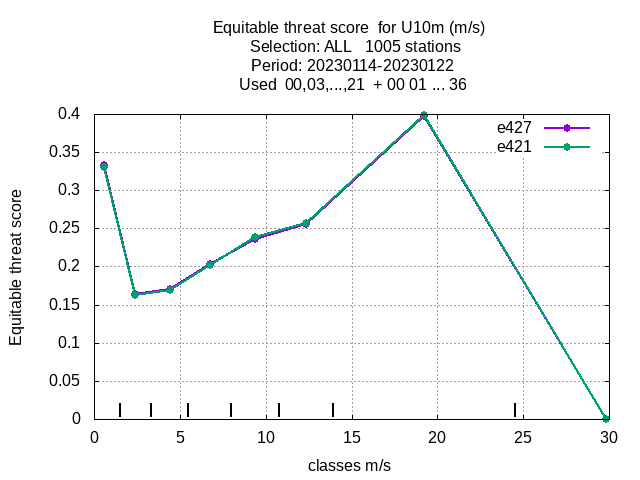 Equitable threat score  for U10m (m/s)
Selection: ALL   1005 stations
Period: 20230114-20230122
Used  00,03,...,21  + 00 01 ... 36
e427
e421
0.4
0.35
0.3
0.25
0.2
0.15
0.1
0.05
0
Equitable threat score
0 5 10 15 20 25 30
classes m/s